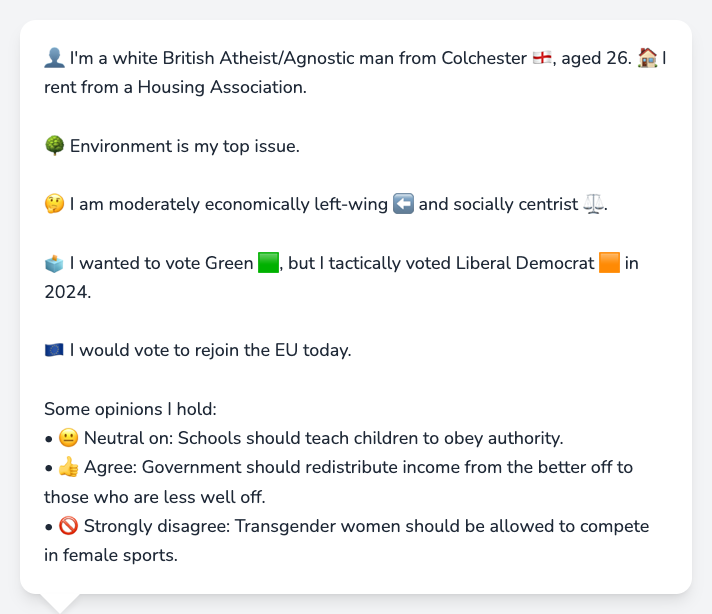 👤 I'm a white British Atheist/Agnostic man from Colchester 🏴󠁧󠁢󠁥󠁮󠁧󠁿, aged 26. 🏠 I
rent from a Housing Association.
🌳 Environment is my top issue.
🤔 I am moderately economically left-wing ⬅️ and socially centrist ⚖️.
🗳️ I wanted to vote Green 🟩, but I tactically voted Liberal Democrat 🟧 in
2024.
🇪🇺 I would vote to rejoin the EU today.
Some opinions I hold:
• 😐 Neutral on: Schools should teach children to obey authority.
• 👍 Agree: Government should redistribute income from the better off to
those who are less well off.
• 🚫 Strongly disagree: Transgender women should be allowed to compete
in female sports.